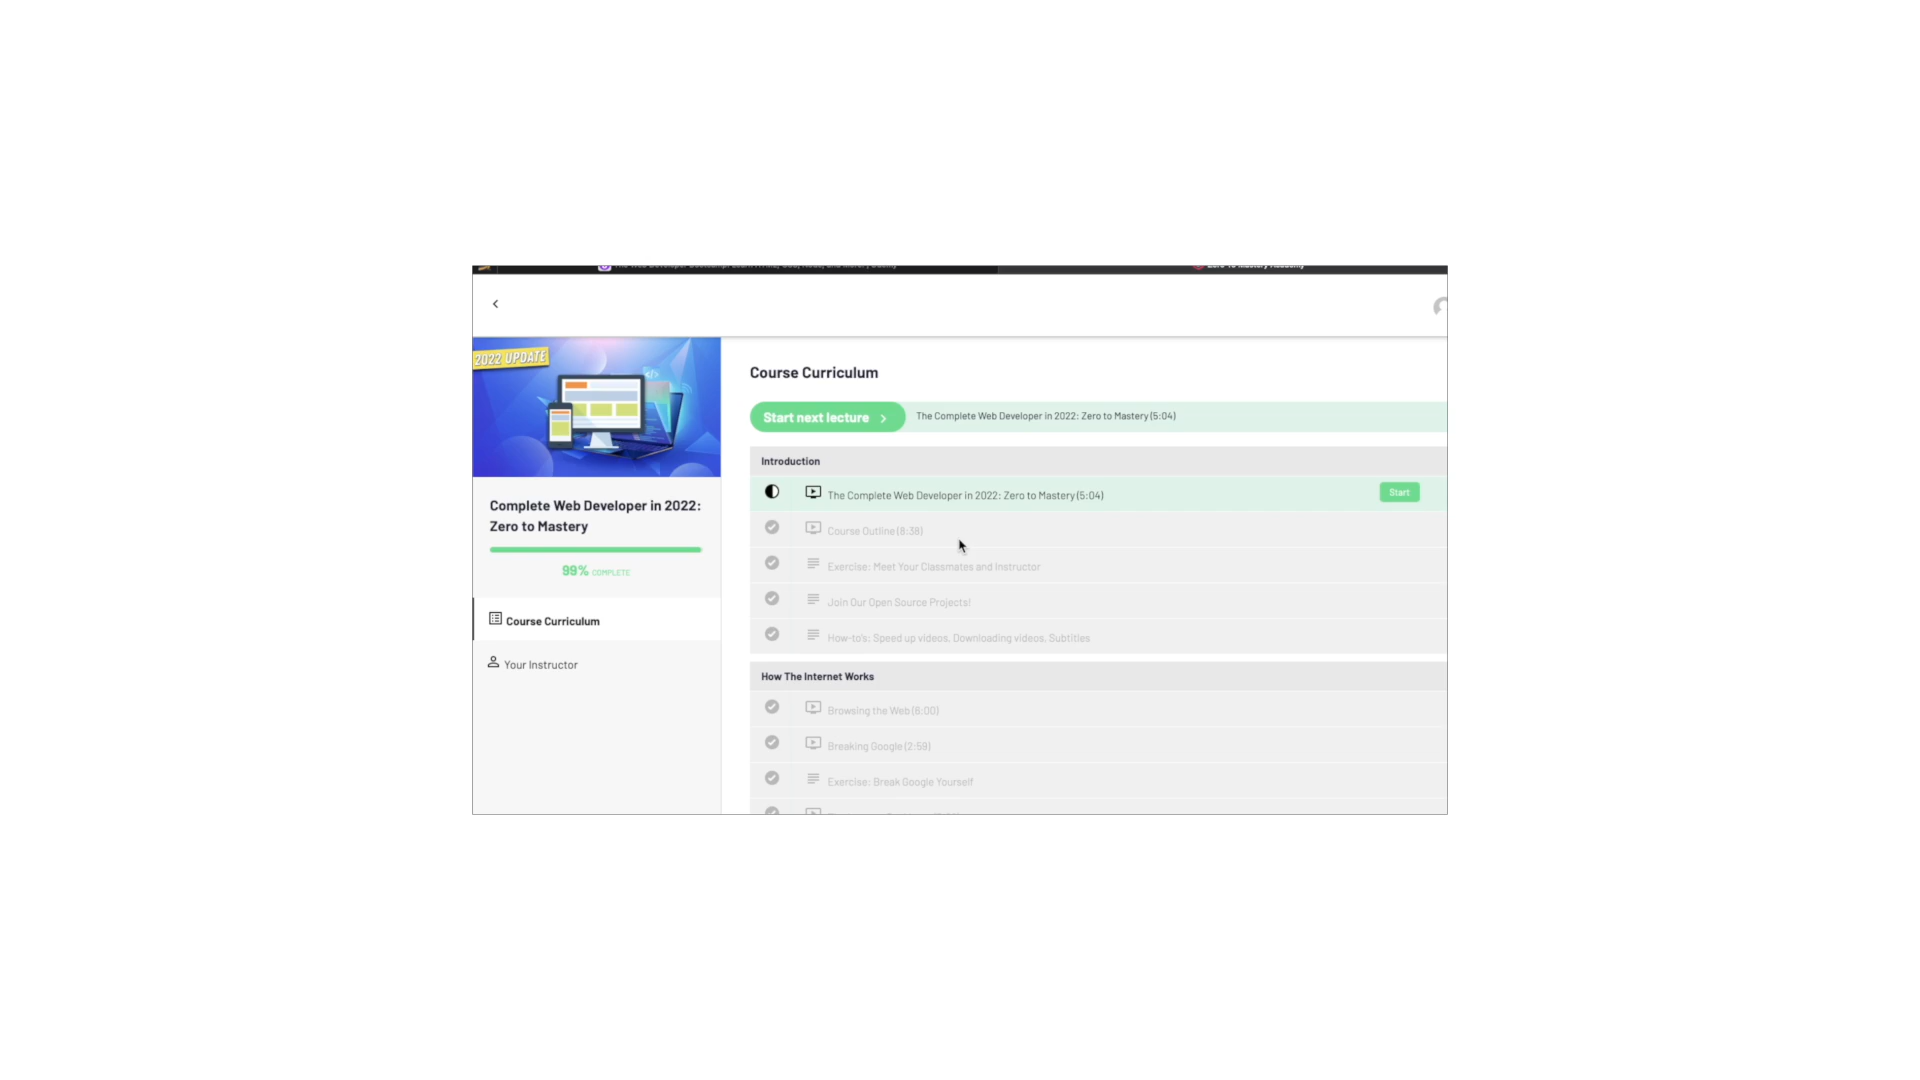 Zero To Mastery Academy
2022 UPDATE
Complete Web Developer in 2022:
Zero to Mastery
99% COMPLETE
Course Curriculum
Your Instructor
Course Curriculum
Start next lecture
The Complete Web Developer in 2022: Zero to Mastery (5:04)
Introduction
The Complete Web Developer in 2022: Zero to Mastery (5:04)
Start
Course Outline (8:38)
Exercise: Meet Your Classmates and Instructor
Join Our Open Source Projects!
How-to's: Speed up videos, Downloading videos, Subtitles
How The Internet Works
Browsing the Web (6:00)
Breaking Google (2:59)
Exercise: Break Google Yourself